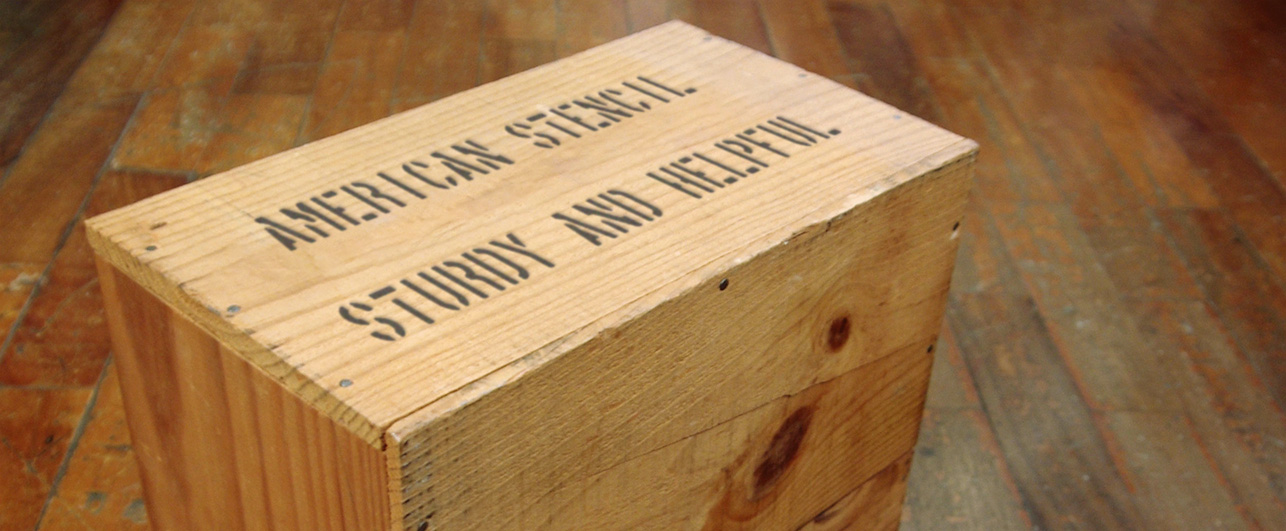 AMERICAN STENCIL
STURDY AND HELPFUL